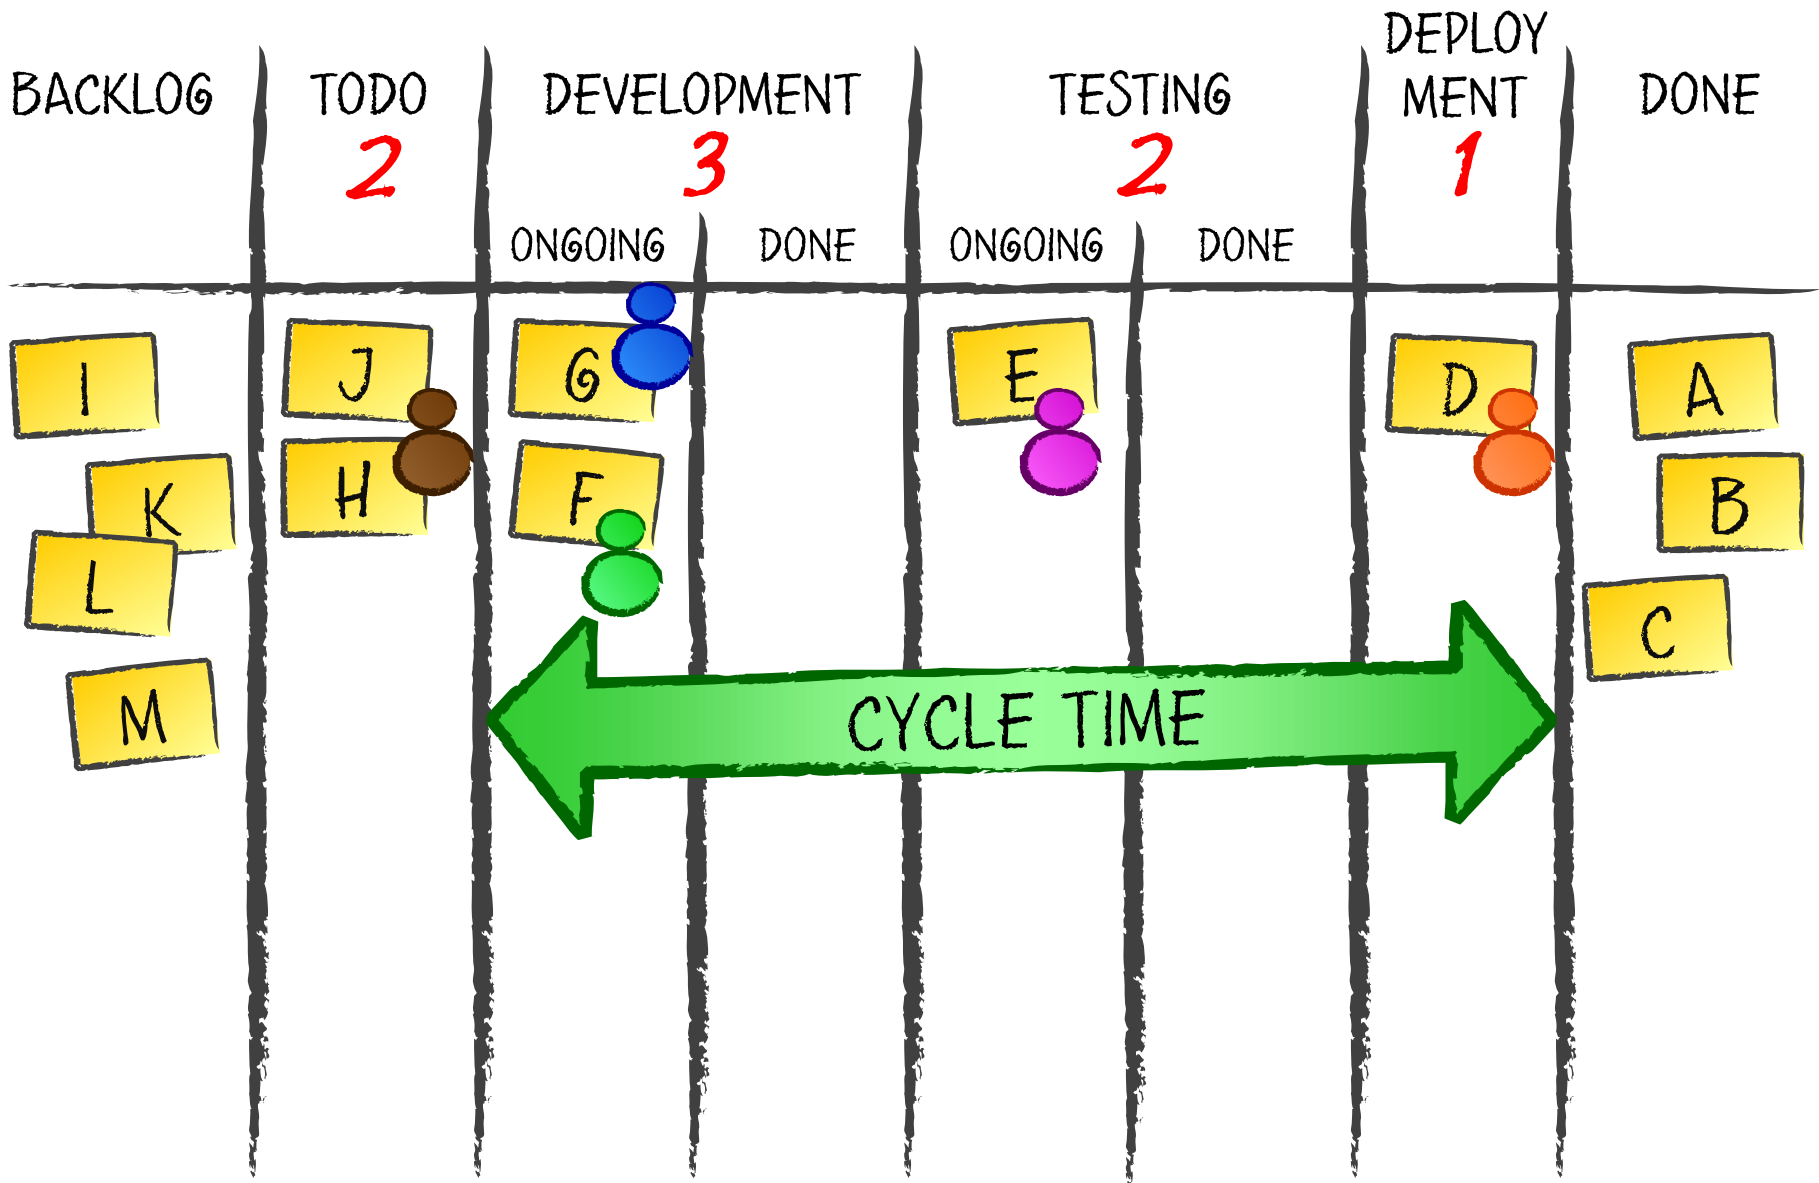 BACKLOG
TODO
2
DEVELOPMENT
3
ONGOING
DONE
TESTING
2
ONGOING
DONE
DEPLOY
MENT
1
DONE
I
K
L
M
J
H
G
F
E
D
A
B
C
CYCLE TIME